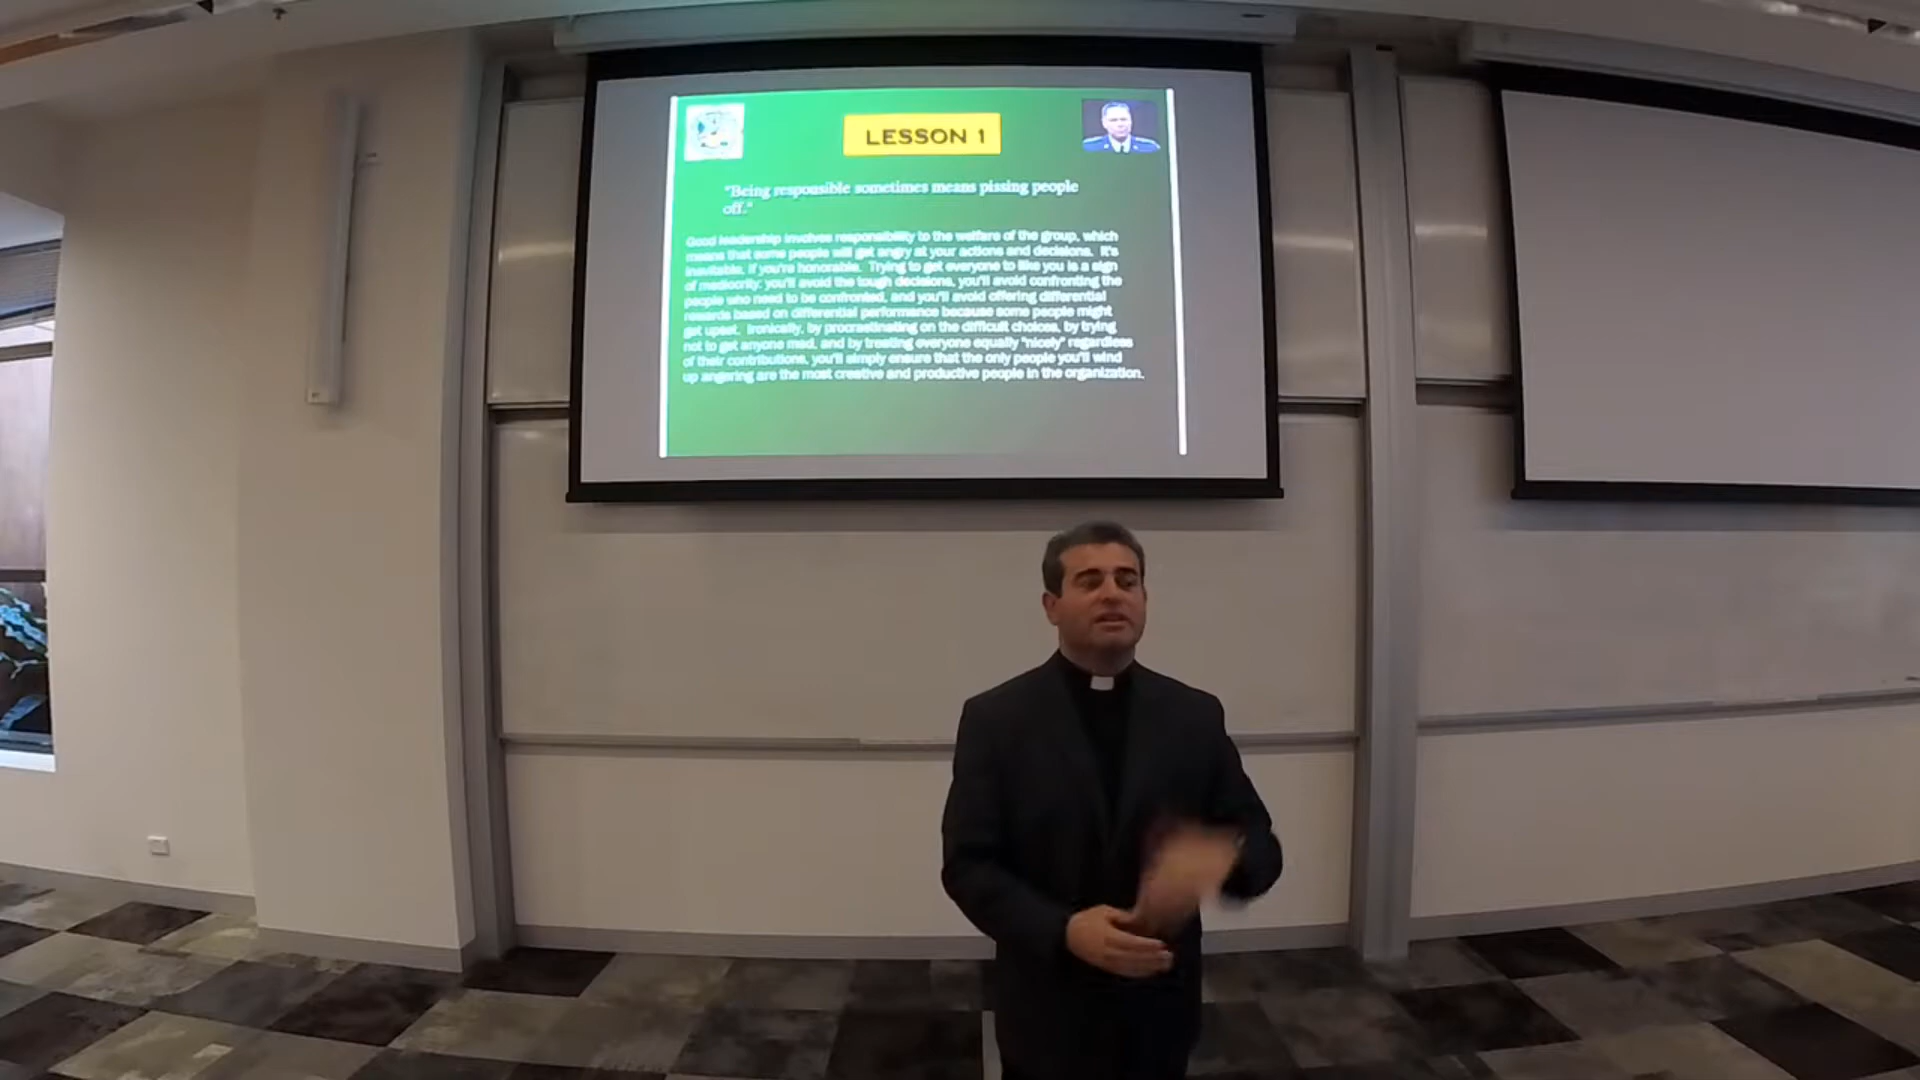 LESSON 1
"Being responsible sometimes means pissing people
off."
Good leadership involves responsibility to the welfare of the group, which
means that some people will get angry at your actions and decisions. It's
inevitable, if you're honorable. Trying to get everyone to like you is a sign
of mediocrity: you'll avoid the tough decisions, you'll avoid confronting the
people who need to be confronted, and you'll avoid offering differential
rewards based on differential performance because some people might
get upset. Ironically, by procrastinating on the difficult choices, by trying
not to get anyone mad, and by treating everyone equally "nicely" regardless
of their contributions, you'll simply ensure that the only people you'll wind
up angering are the most creative and productive people in the organization.